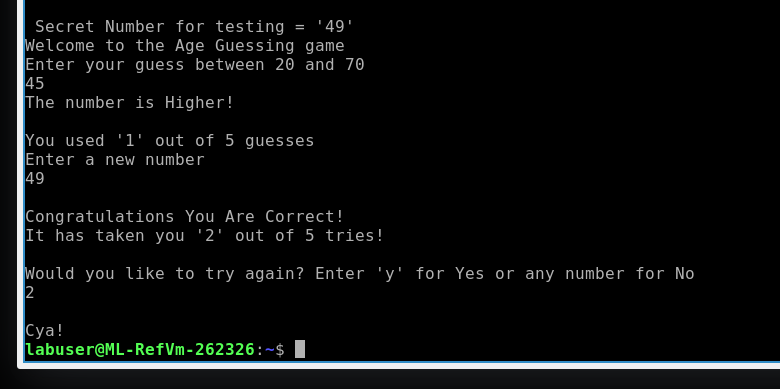 Secret Number for testing = '49'
Welcome to the Age Guessing game
Enter your guess between 20 and 70
45
The number is Higher!
You used '1' out of 5 guesses
Enter a new number
49
Congratulations You Are Correct!
It has taken you '2' out of 5 tries!
Would you like to try again? Enter 'y' for Yes or any number for No
2
Cya!
labuser@ML-RefVm-262326:~$